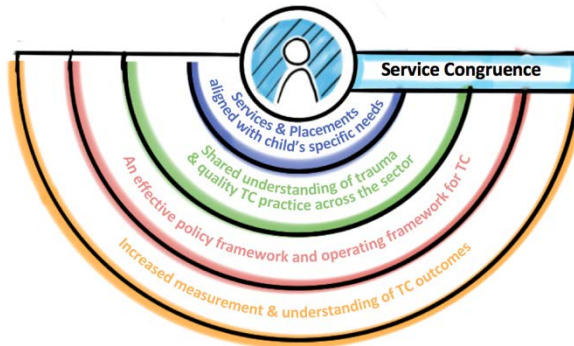 Service Congruence
Services & Placements
aligned with child's specific needs
Shared understanding of trauma
& quality TC practice across the sector
An effective policy framework and operating framework for TC
Increased measurement & understanding of TC outcomes